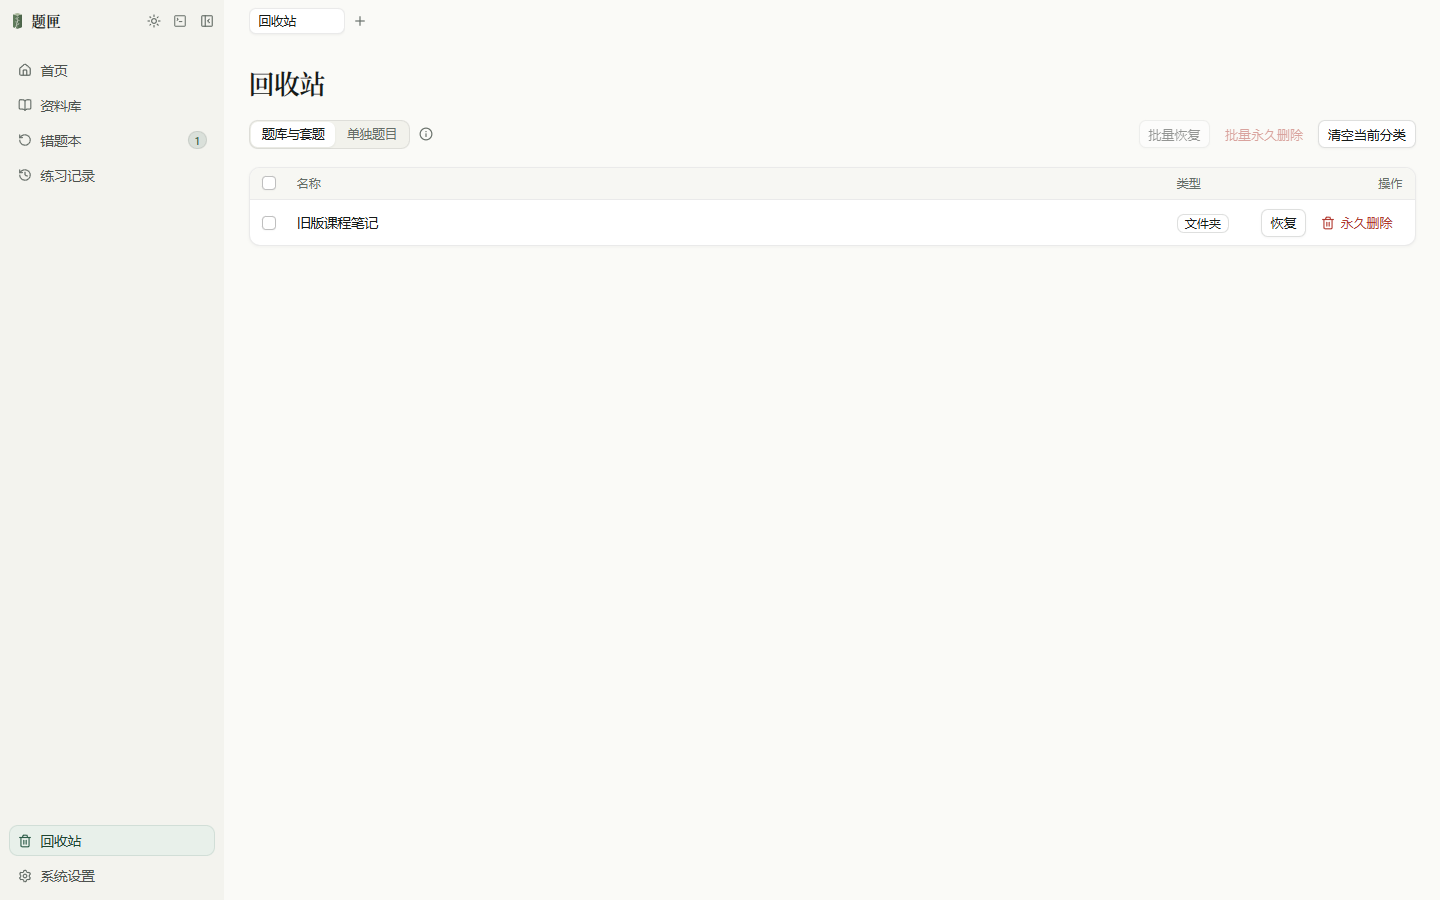 题匣
首页
资料库
错题本 1
练习记录
回收站
系统设置
回收站
回收站
题库与套题 单独题目
批量恢复 批量永久删除 清空当前分类
名称 类型 操作
旧版课程笔记 文件夹 恢复 永久删除